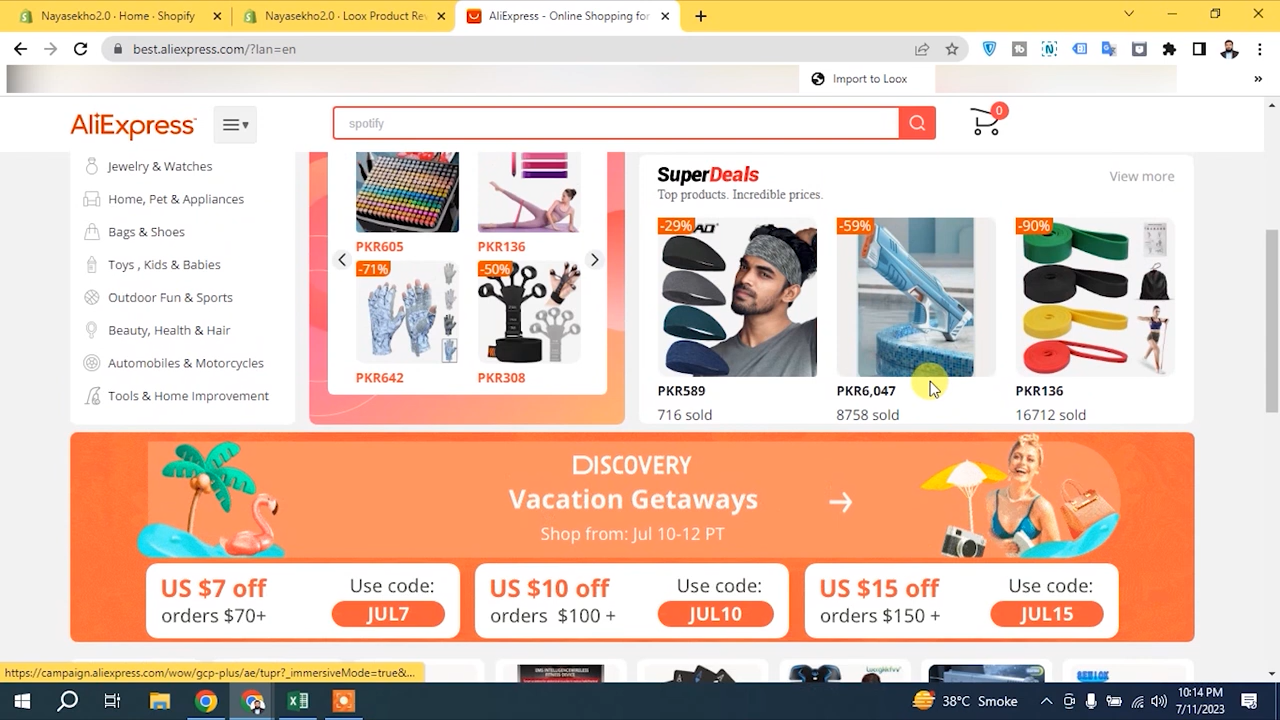 Nayasekho2.0 · Home · Shopify
Nayasekho2.0 · Loox Product Rev
AliExpress - Online Shopping for
best.aliexpress.com/?lan=en
Import to Loox
»
AliExpress
spotify
0
Jewelry & Watches
Home, Pet & Appliances
Bags & Shoes
Toys , Kids & Babies
Outdoor Fun & Sports
Beauty, Health & Hair
Automobiles & Motorcycles
Tools & Home Improvement
PKR605
PKR136
-71%
-50%
PKR642
PKR308
SuperDeals
Top products. Incredible prices.
View more
-29%
-59%
-90%
PKR589
PKR6,047
PKR136
716 sold
8758 sold
16712 sold
DISCOVERY
Vacation Getaways
Shop from: Jul 10-12 PT
US $7 off
orders $70+
Use code:
JUL7
US $10 off
orders $100 +
Use code:
JUL10
US $15 off
orders $150 +
Use code:
JUL15
https://campaign.aliexpress.com/wow/gcp-plus/ae/tupr?_immersiveMode=true&...
38°C Smoke
10:14 PM
7/11/2023